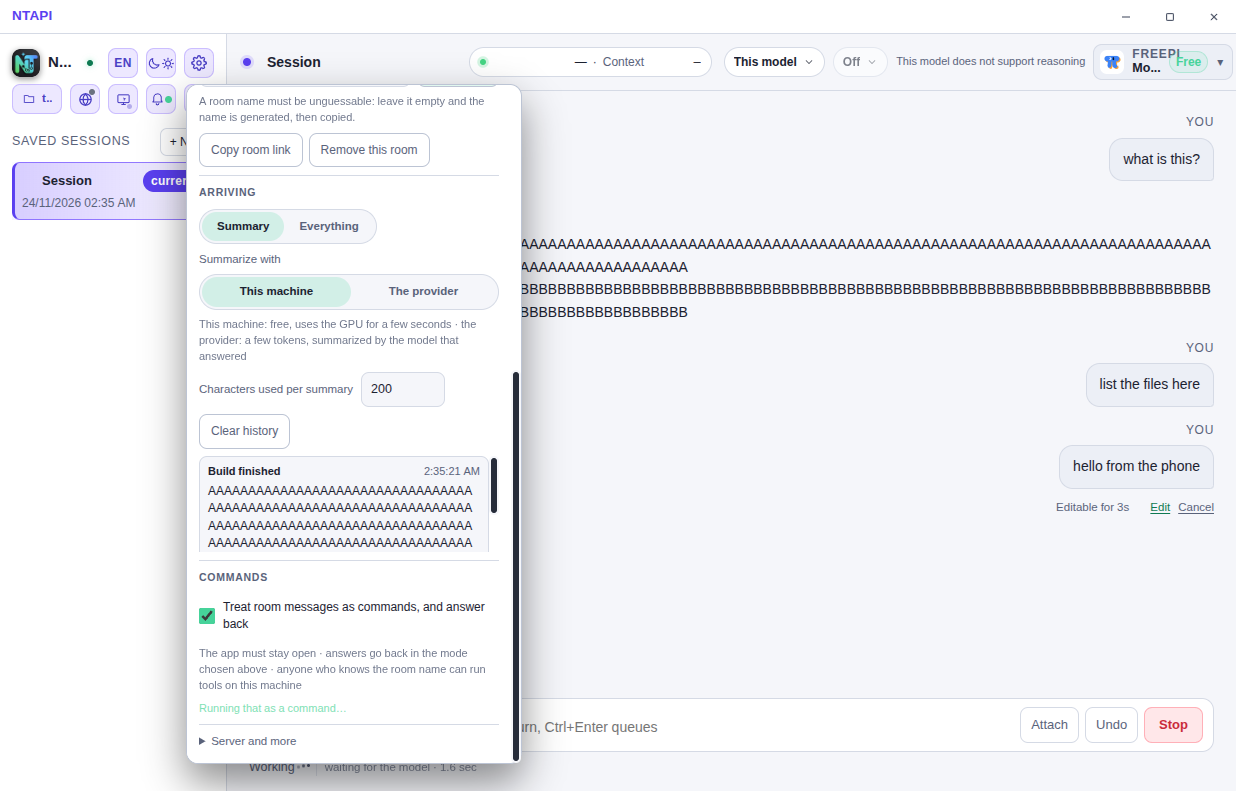 NTAPI
N...
EN
t..
SAVED SESSIONS
+ N
Session
curren
24/11/2026 02:35 AM
Session
— · Context –
This model
Off
This model does not support reasoning
FREEPI
Mo...
Free
A room name must be unguessable: leave it empty and the
name is generated, then copied.
Copy room link
Remove this room
ARRIVING
Summary
Everything
Summarize with
This machine
The provider
This machine: free, uses the GPU for a few seconds · the
provider: a few tokens, summarized by the model that
answered
Characters used per summary 200
Clear history
Build finished 2:35:21 AM
AAAAAAAAAAAAAAAAAAAAAAAAAAAAAAAAA
AAAAAAAAAAAAAAAAAAAAAAAAAAAAAAAAA
AAAAAAAAAAAAAAAAAAAAAAAAAAAAAAAAA
AAAAAAAAAAAAAAAAAAAAAAAAAAAAAAAAA
COMMANDS
Treat room messages as commands, and answer
back
The app must stay open · answers go back in the mode
chosen above · anyone who knows the room name can run
tools on this machine
Running that as a command…
Server and more
YOU
what is this?
AAAAAAAAAAAAAAAAAAAAAAAAAAAAAAAAAAAAAAAAAAAAAAAAAAAAAAAAAAAAAAAAAAAAAAAAAA
AAAAAAAAAAAAAAAAAA
BBBBBBBBBBBBBBBBBBBBBBBBBBBBBBBBBBBBBBBBBBBBBBBBBBBBBBBBBBBBBBBBBBBBBBBBBB
BBBBBBBBBBBBBBBBBB
YOU
list the files here
YOU
hello from the phone
Editable for 3s Edit Cancel
urn, Ctrl+Enter queues
Attach
Undo
Stop
Working
waiting for the model · 1.6 sec